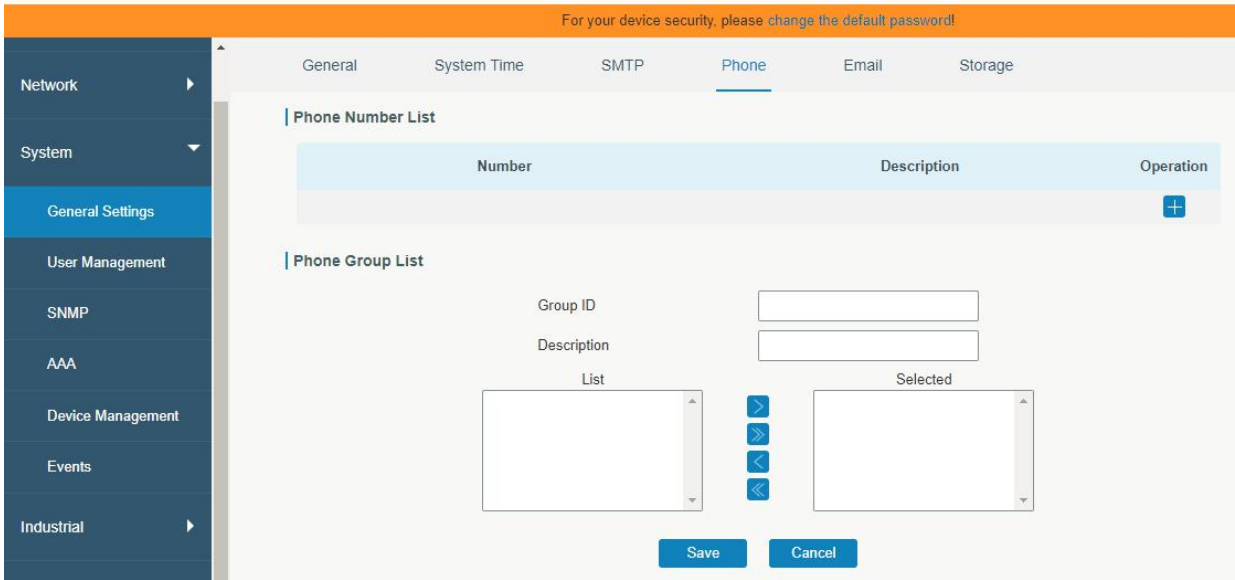 For your device security, please change the default password!
Network
System
General Settings
User Management
SNMP
AAA
Device Management
Events
Industrial
General System Time SMTP Phone Email Storage
Phone Number List
Number Description Operation
Phone Group List
Group ID
Description
List Selected
Save Cancel